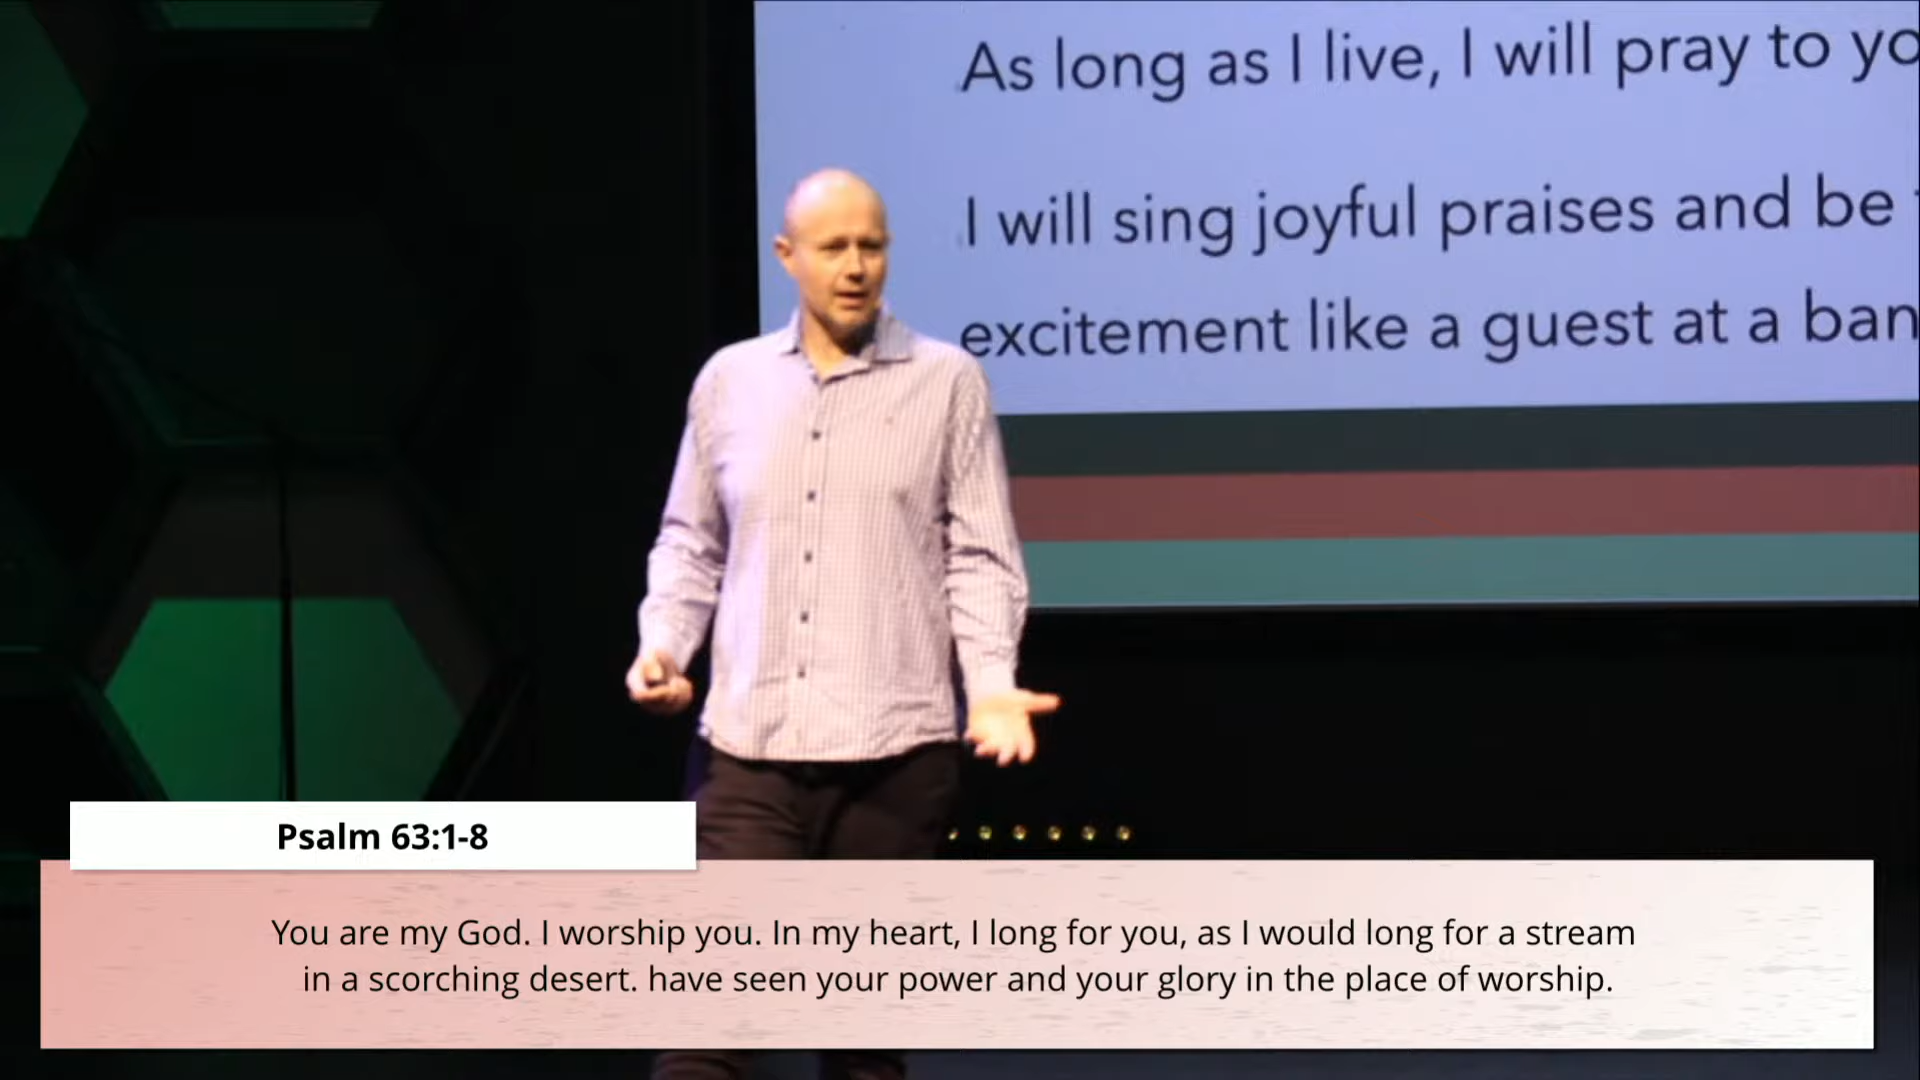 As long as I live, I will pray to
I will sing joyful praises and be
excitement like a guest at a
Psalm 63:1-8
You are my God. I worship you. In my heart, I long for you, as I would long for a stream
in a scorching desert. have seen your power and your glory in the place of worship.